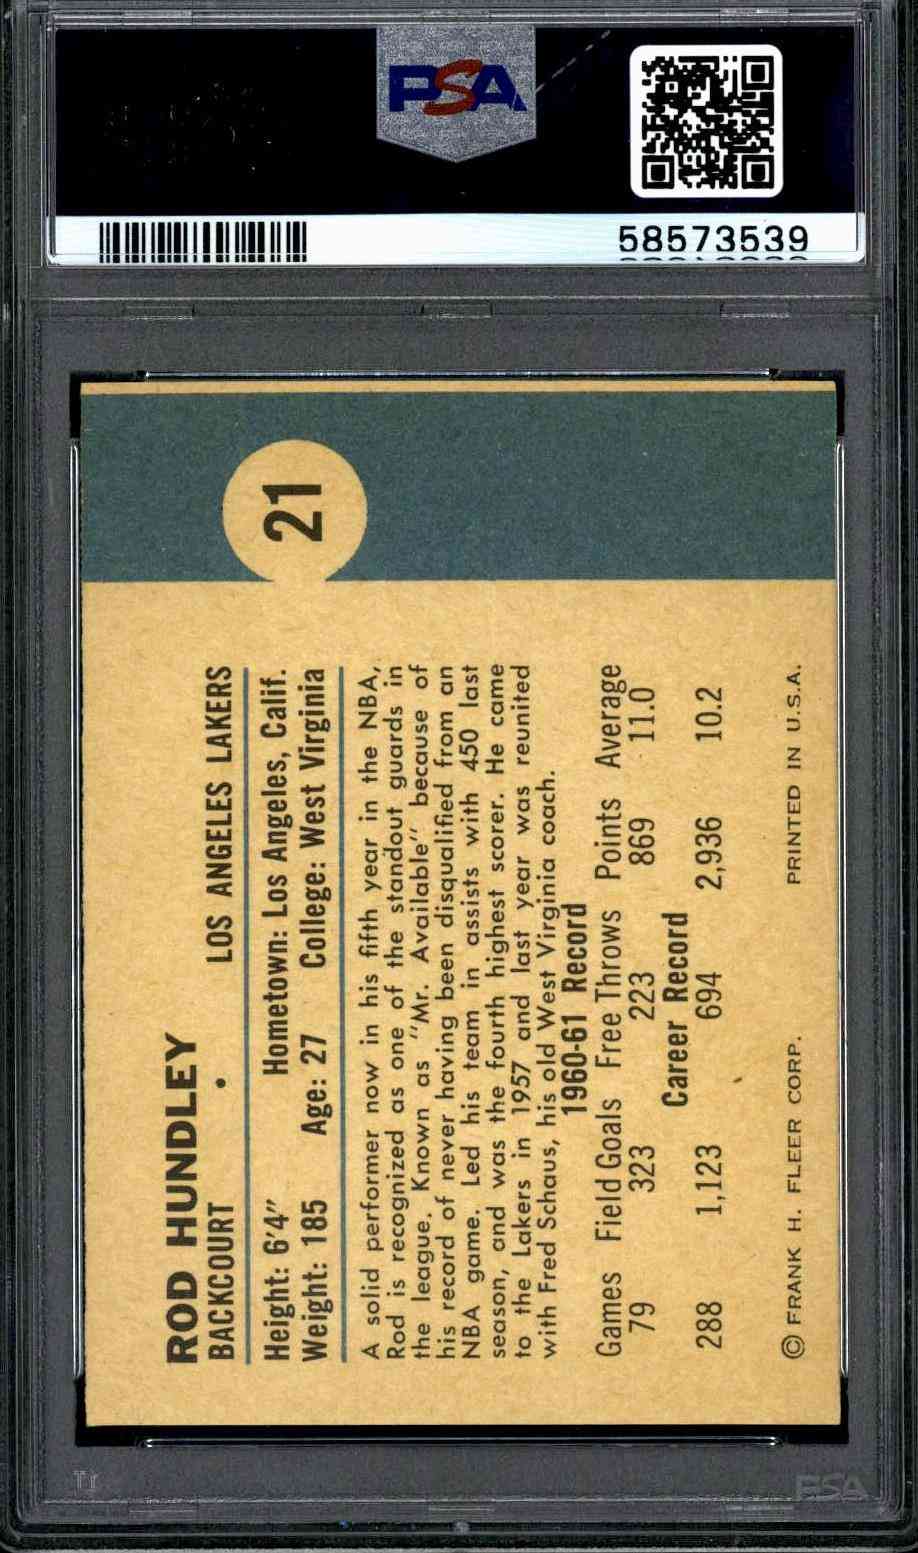 PSA
58573539
21
ROD HUNDLEY
BACKCOURT • LOS ANGELES LAKERS
Height: 6'4" Hometown: Los Angeles, Calif.
Weight: 185 Age: 27 College: West Virginia
A solid performer now in his fifth year in the NBA,
Rod is recognized as one of the standout guards in
the league. Known as "Mr. Available" because of
his record of never having been disqualified from an
NBA game. Led his team in assists with 450 last
season, and was the fourth highest scorer. He came
to the Lakers in 1957 and last year was reunited
with Fred Schaus, his old West Virginia coach.
1960-61 Record
Games Field Goals Free Throws Points Average
79 323 223 869 11.0
Career Record
288 1,123 694 2,936 10.2
© FRANK H. FLEER CORP. PRINTED IN U.S.A.
PSA